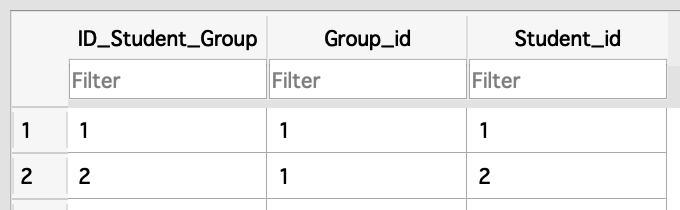 ID_Student_Group Group_id Student_id
Filter Filter Filter
1 1 1 1
2 2 1 2